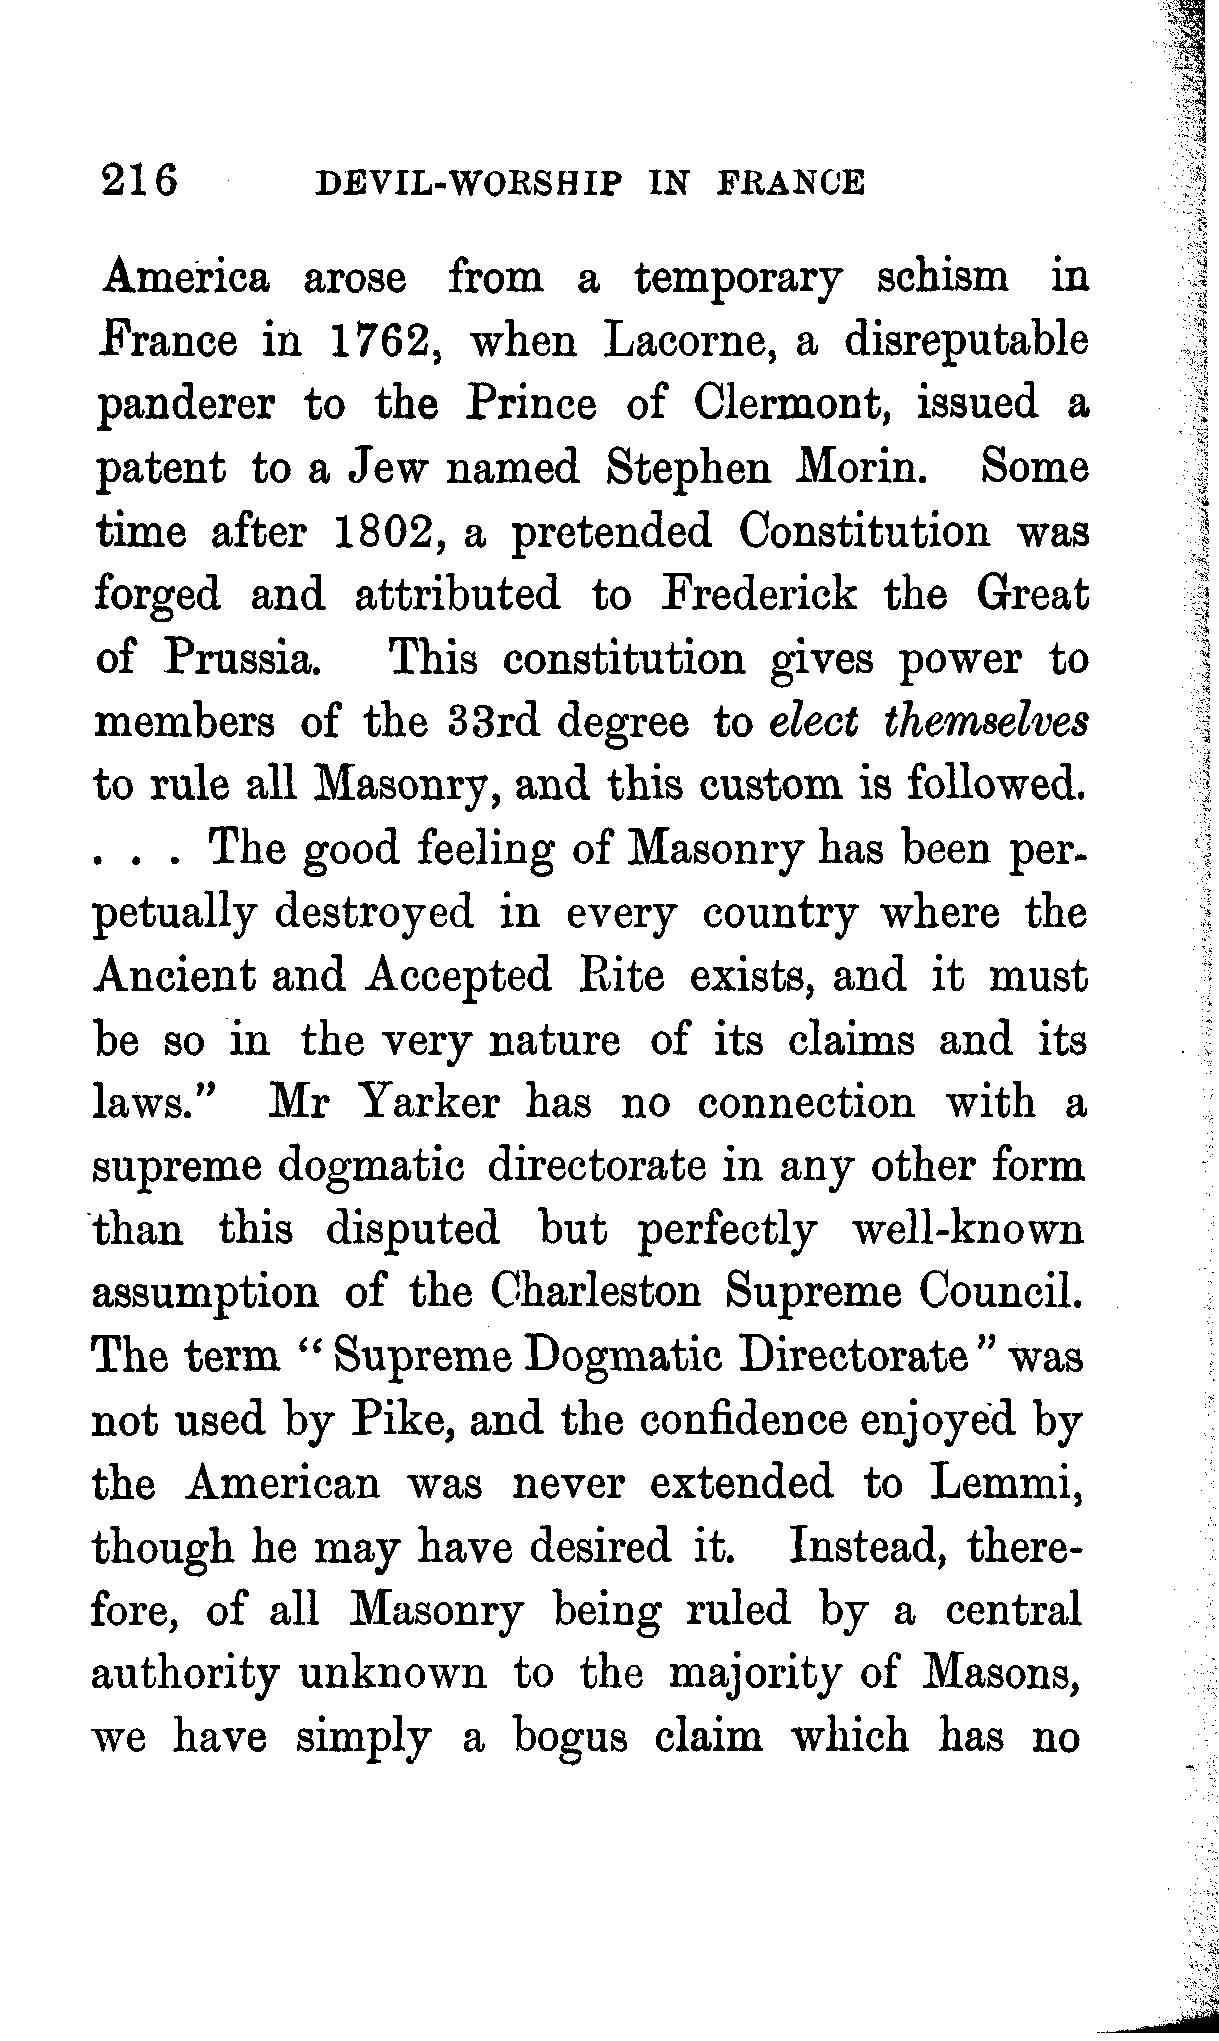 216 DEVIL-WORSHIP IN FRANCE
America arose from a temporary schism in
France in 1762, when Lacorne, a disreputable
panderer to the Prince of Clermont, issued a
patent to a Jew named Stephen Morin. Some
time after 1802, a pretended Constitution was
forged and attributed to Frederick the Great
of Prussia. This constitution gives power to
members of the 33rd degree to elect themselves
to rule all Masonry, and this custom is followed.
. . . The good feeling of Masonry has been per-
petually destroyed in every country where the
Ancient and Accepted Rite exists, and it must
be so in the very nature of its claims and its
laws." Mr Yarker has no connection with a
supreme dogmatic directorate in any other form
than this disputed but perfectly well-known
assumption of the Charleston Supreme Council.
The term "Supreme Dogmatic Directorate" was
not used by Pike, and the confidence enjoyed by
the American was never extended to Lemmi,
though he may have desired it. Instead, there-
fore, of all Masonry being ruled by a central
authority unknown to the majority of Masons,
we have simply a bogus claim which has no